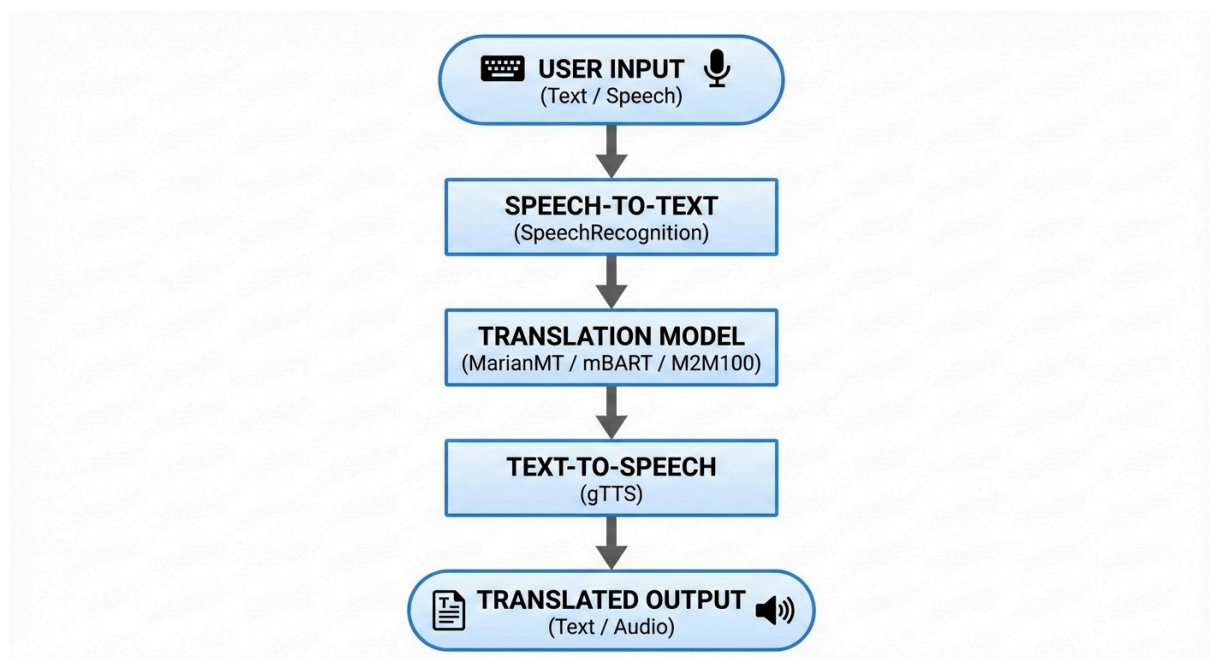 USER INPUT
(Text / Speech)
SPEECH-TO-TEXT
(SpeechRecognition)
TRANSLATION MODEL
(MarianMT / mBART / M2M100)
TEXT-TO-SPEECH
(gTTS)
TRANSLATED OUTPUT
(Text / Audio)